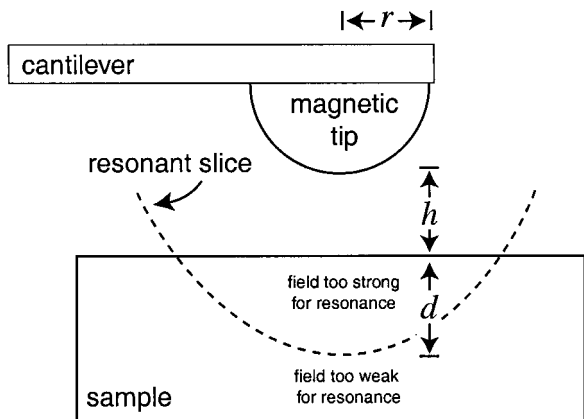 r
cantilever
magnetic
tip
resonant slice
h
field too strong
for resonance
d
field too weak
for resonance
sample